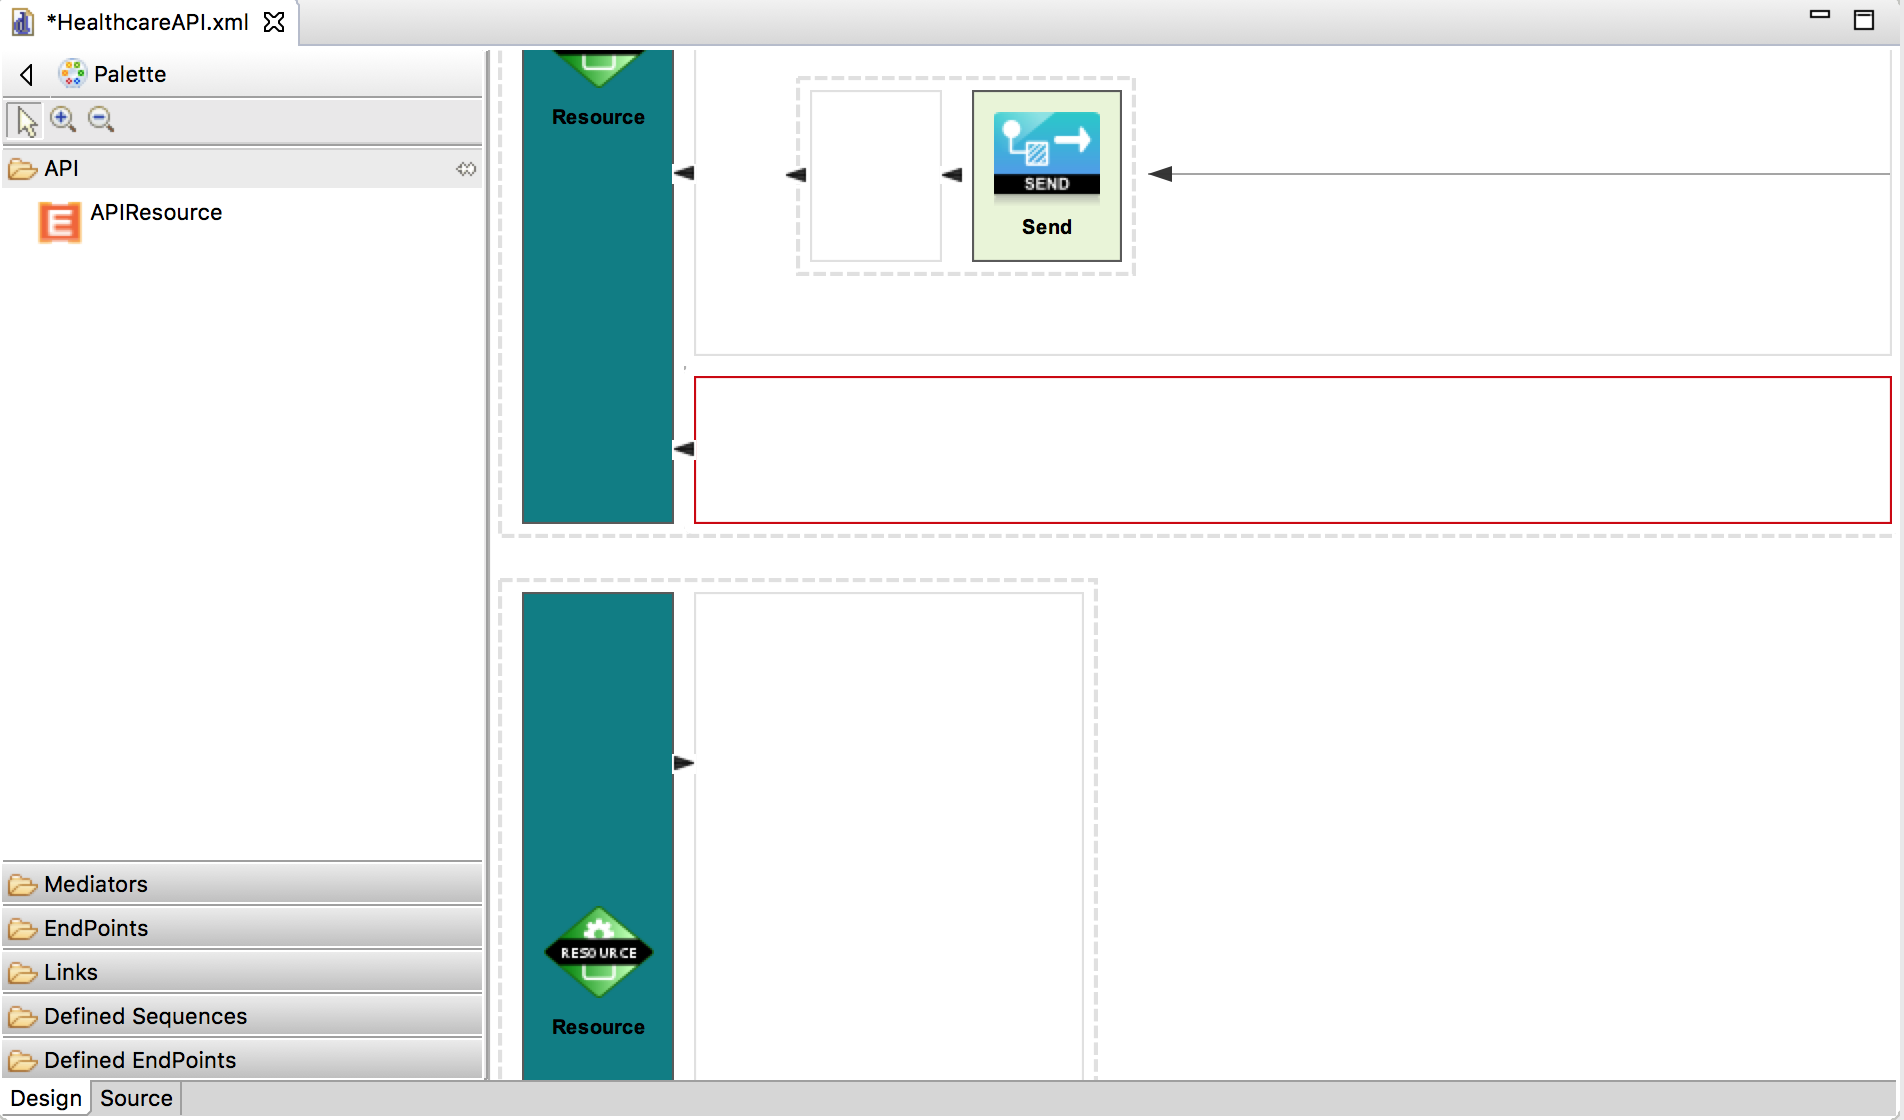 *HealthcareAPI.xml
Palette
API
APIResource
Mediators
EndPoints
Links
Defined Sequences
Defined EndPoints
Design
Source
Resource
SEND
Send
RESOURCE
Resource